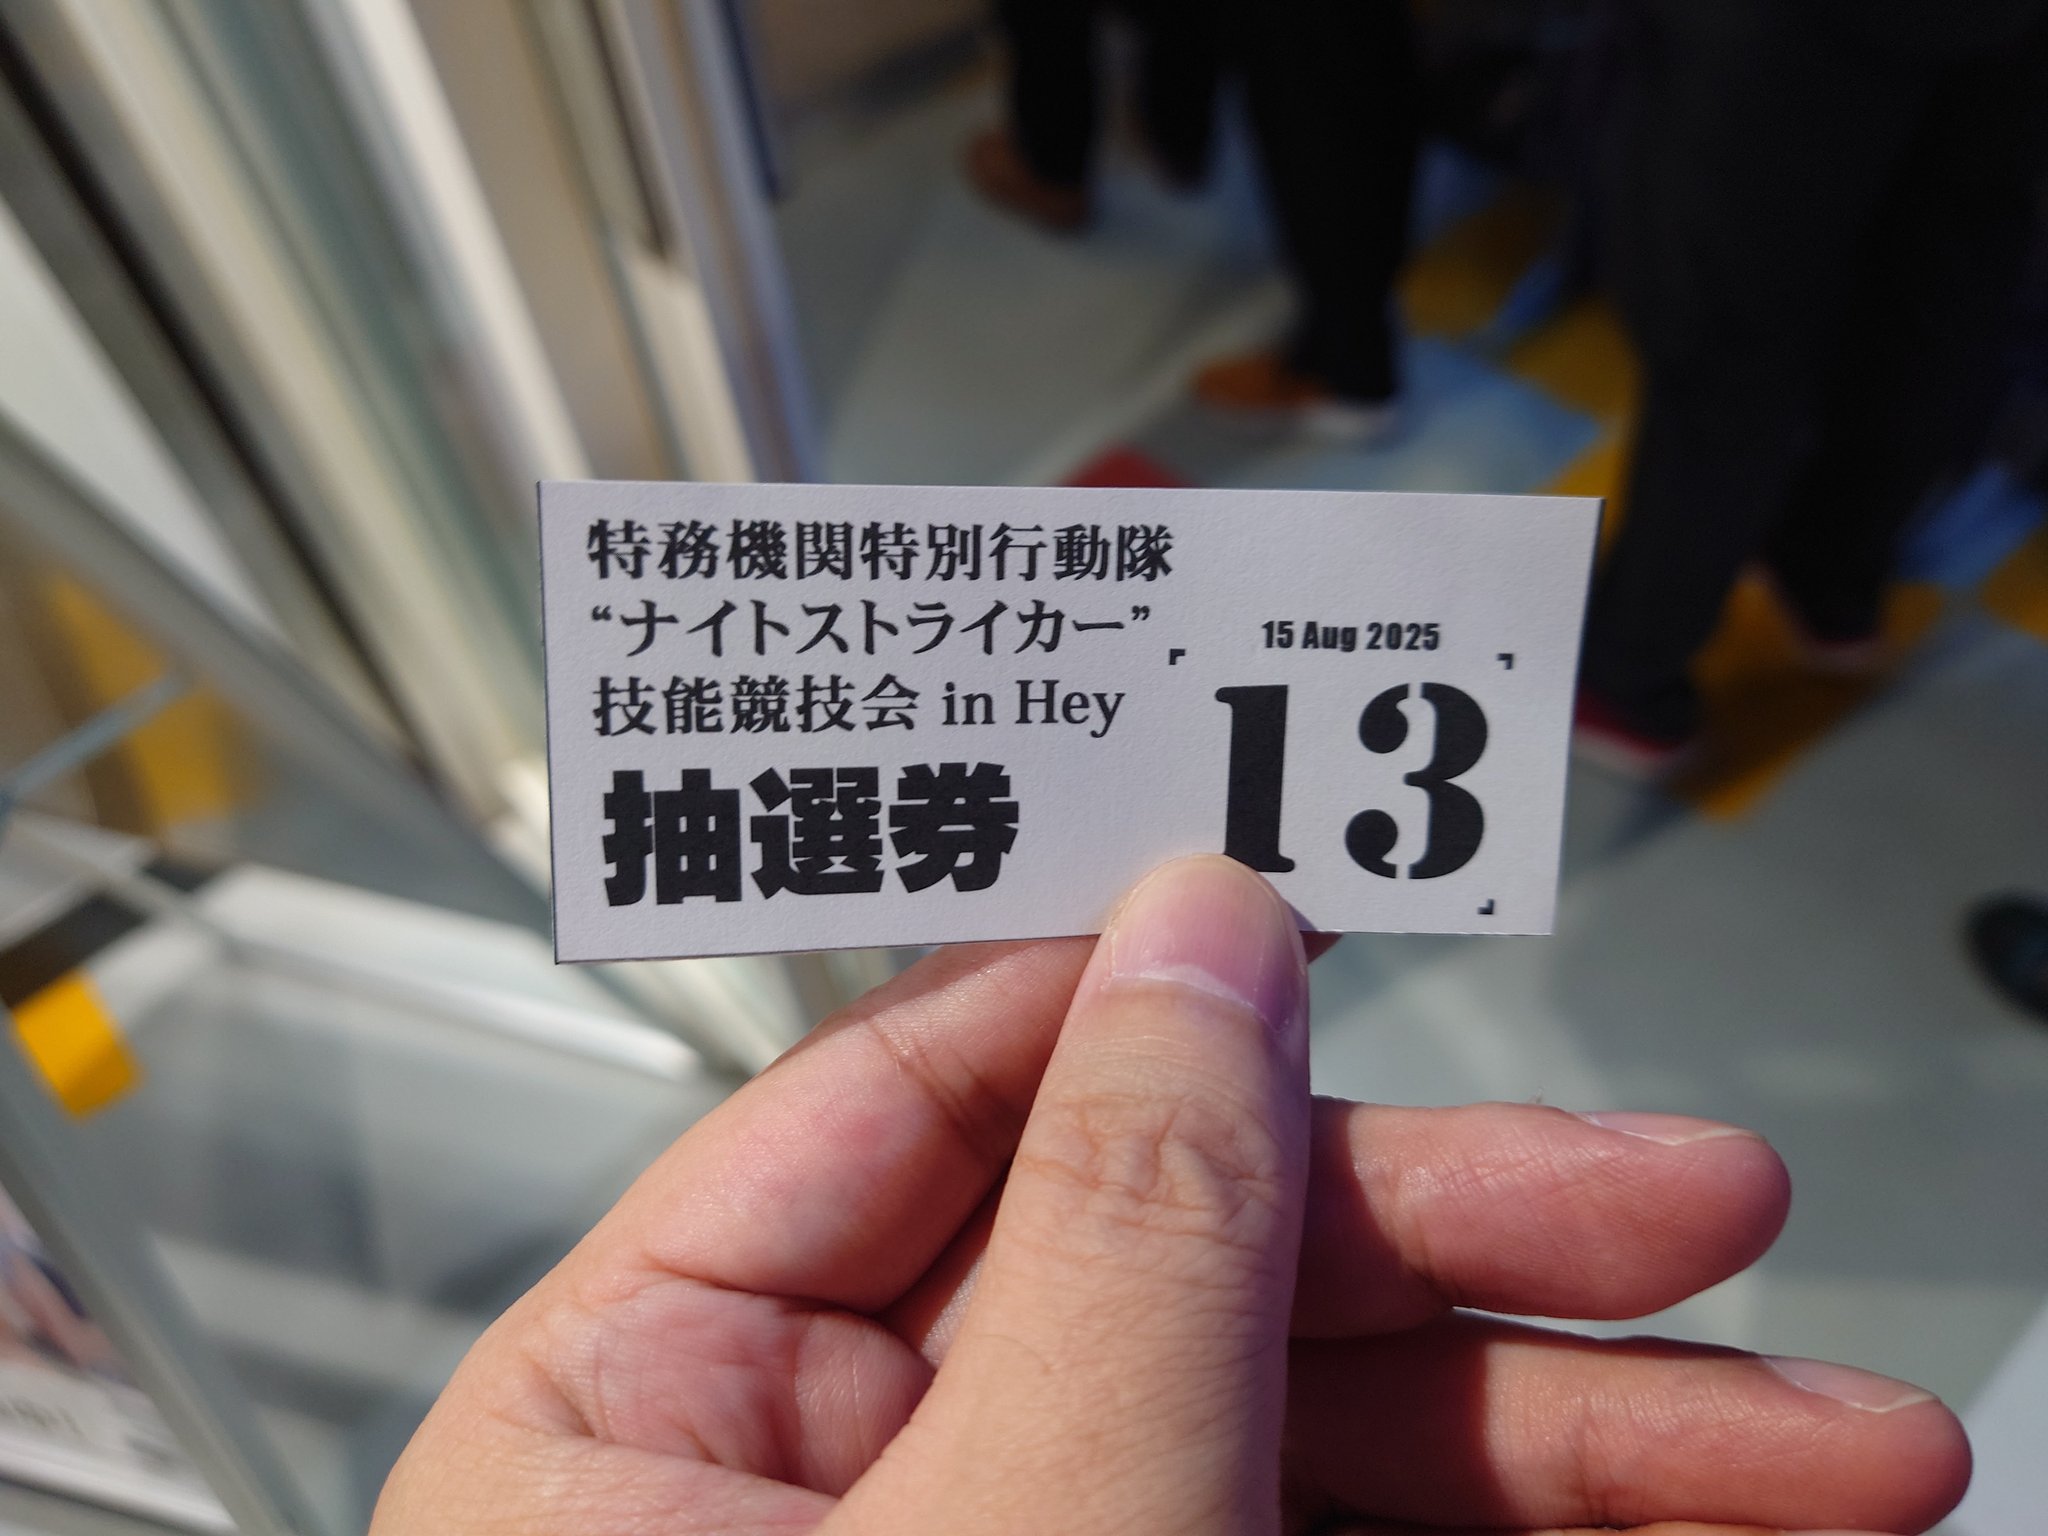 特務機関特別行動隊
“ナイトストライカー”
技能競技会 in Hey
抽選券
15 Aug 2025
13